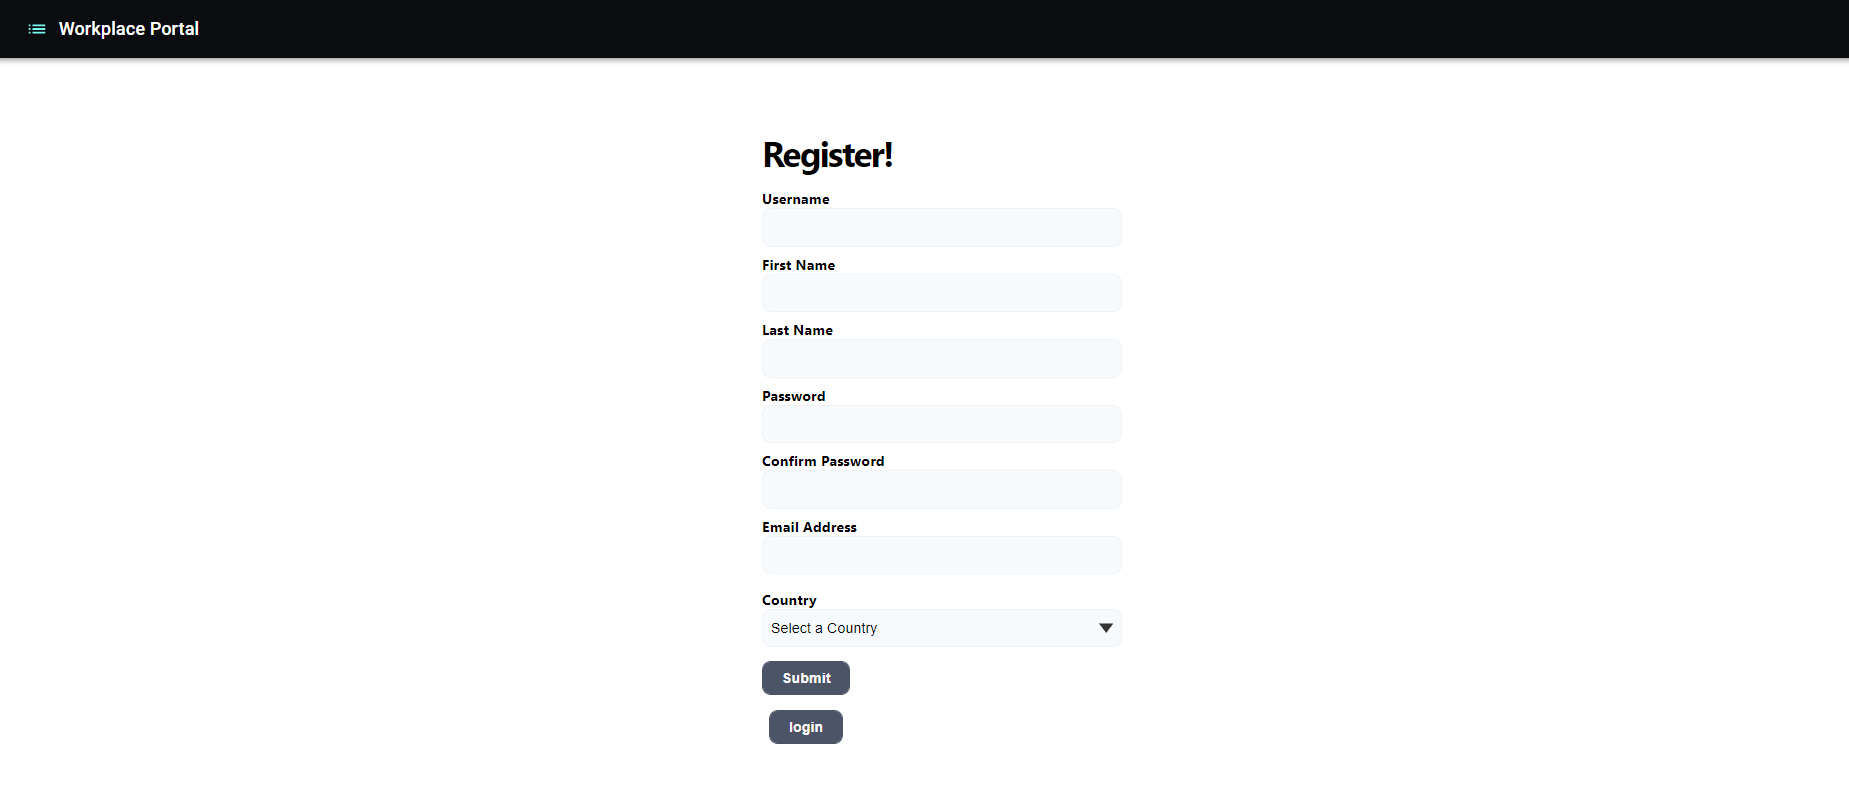 Workplace Portal
Register!
Username
First Name
Last Name
Password
Confirm Password
Email Address
Country
Select a Country
Submit
login